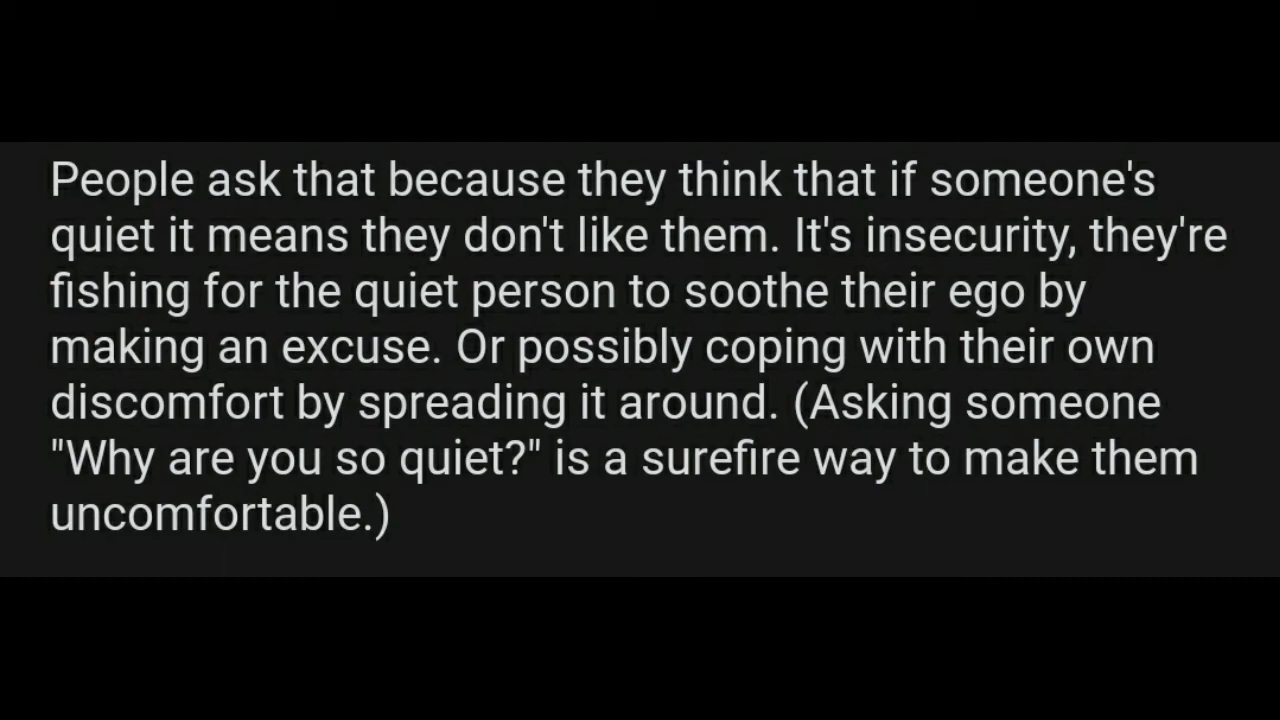 People ask that because they think that if someone's
quiet it means they don't like them. It's insecurity, they're
fishing for the quiet person to soothe their ego by
making an excuse. Or possibly coping with their own
discomfort by spreading it around. (Asking someone
"Why are you so quiet?" is a surefire way to make them
uncomfortable.)